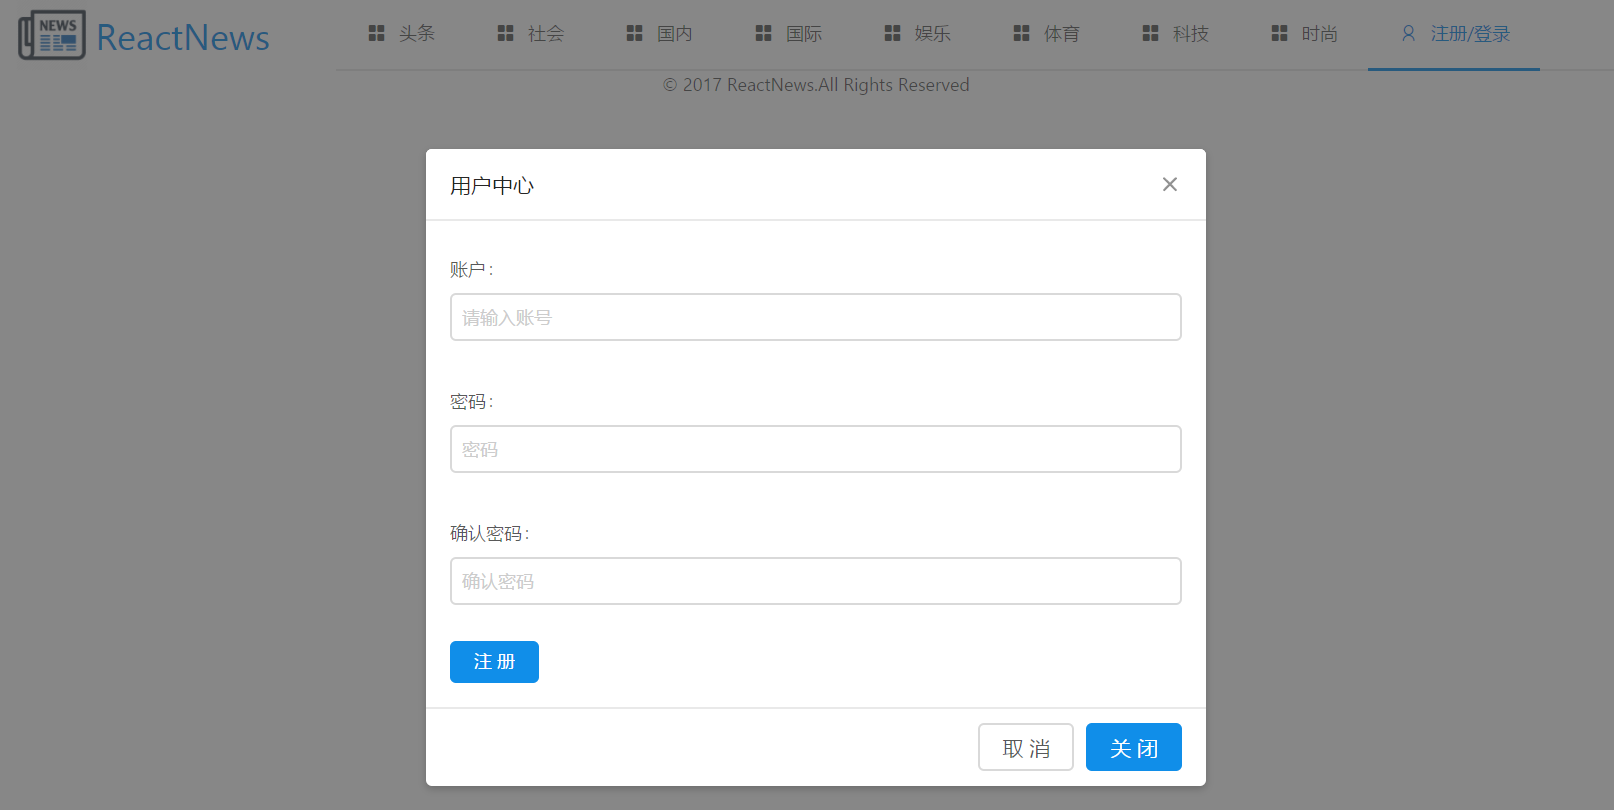 NEWS
ReactNews
头条 社会 国内 国际 娱乐 体育 科技 时尚 注册/登录
© 2017 ReactNews.All Rights Reserved
用户中心
账户:
请输入账号
密码:
密码
确认密码:
确认密码
注 册
取 消 关 闭